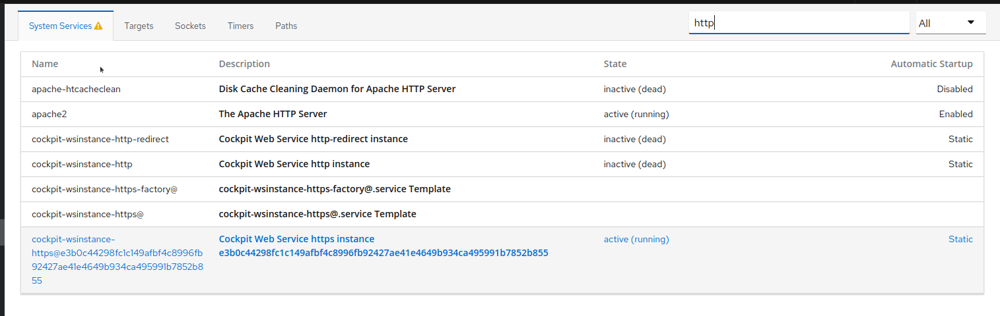 System Services Targets Sockets Timers Paths http All
Name Description State Automatic Startup
apache-htcacheclean Disk Cache Cleaning Daemon for Apache HTTP Server inactive (dead) Disabled
apache2 The Apache HTTP Server active (running) Enabled
cockpit-wsinstance-http-redirect Cockpit Web Service http-redirect instance inactive (dead) Static
cockpit-wsinstance-http Cockpit Web Service http instance inactive (dead) Static
cockpit-wsinstance-https-factory@ cockpit-wsinstance-https-factory@.service Template
cockpit-wsinstance-https@ cockpit-wsinstance-https@.service Template
cockpit-wsinstance- Cockpit Web Service https instance active (running) Static
https@e3b0c44298fc1c149afbf4c8996fb e3b0c44298fc1c149afbf4c8996fb92427ae41e4649b934ca495991b7852b855
92427ae41e4649b934ca495991b7852b8
55